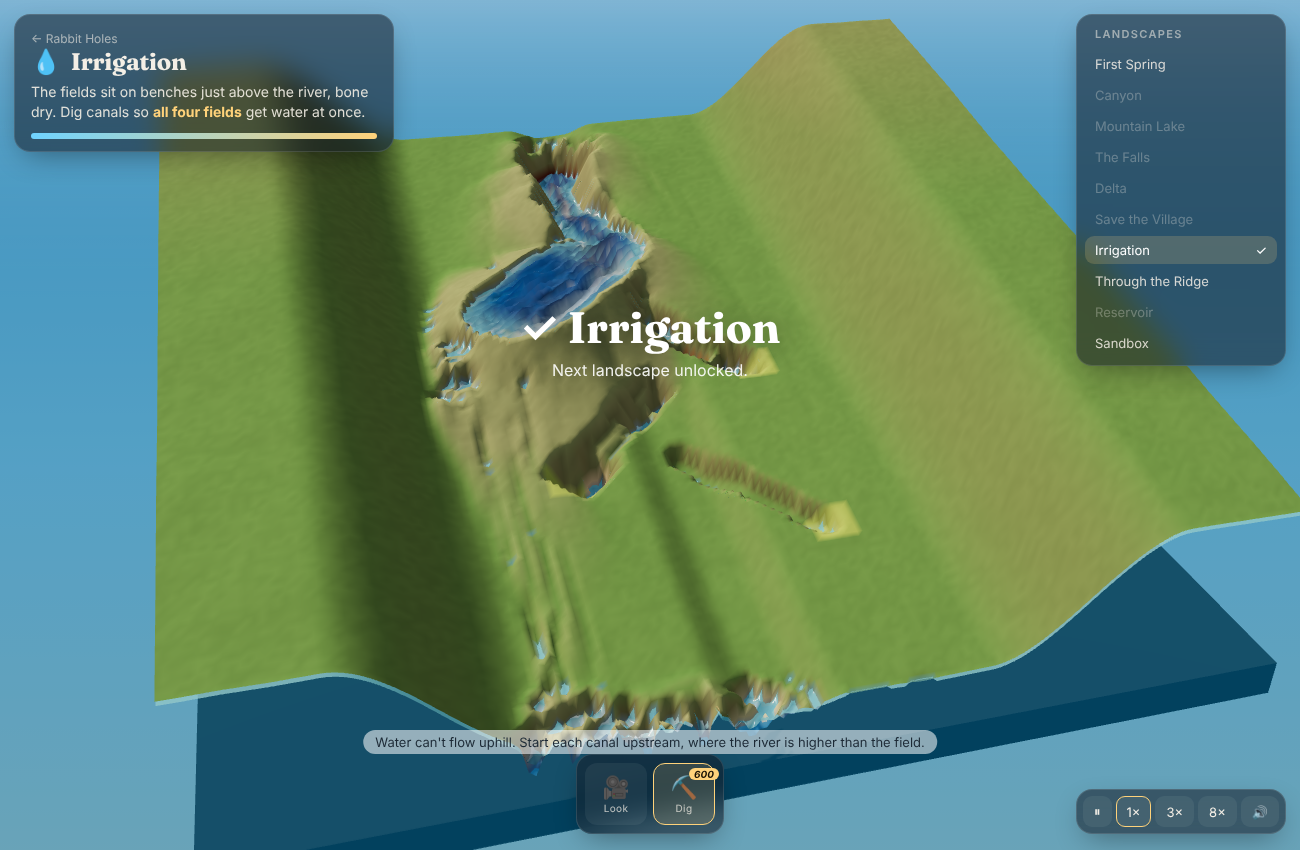 ← Rabbit Holes
Irrigation
The fields sit on benches just above the river, bone
dry. Dig canals so all four fields get water at once.
LANDSCAPES
First Spring
Canyon
Mountain Lake
The Falls
Delta
Save the Village
Irrigation ✓
Through the Ridge
Reservoir
Sandbox
✓ Irrigation
Next landscape unlocked.
Water can't flow uphill. Start each canal upstream, where the river is higher than the field.
600
Look
Dig
1×
3×
8×